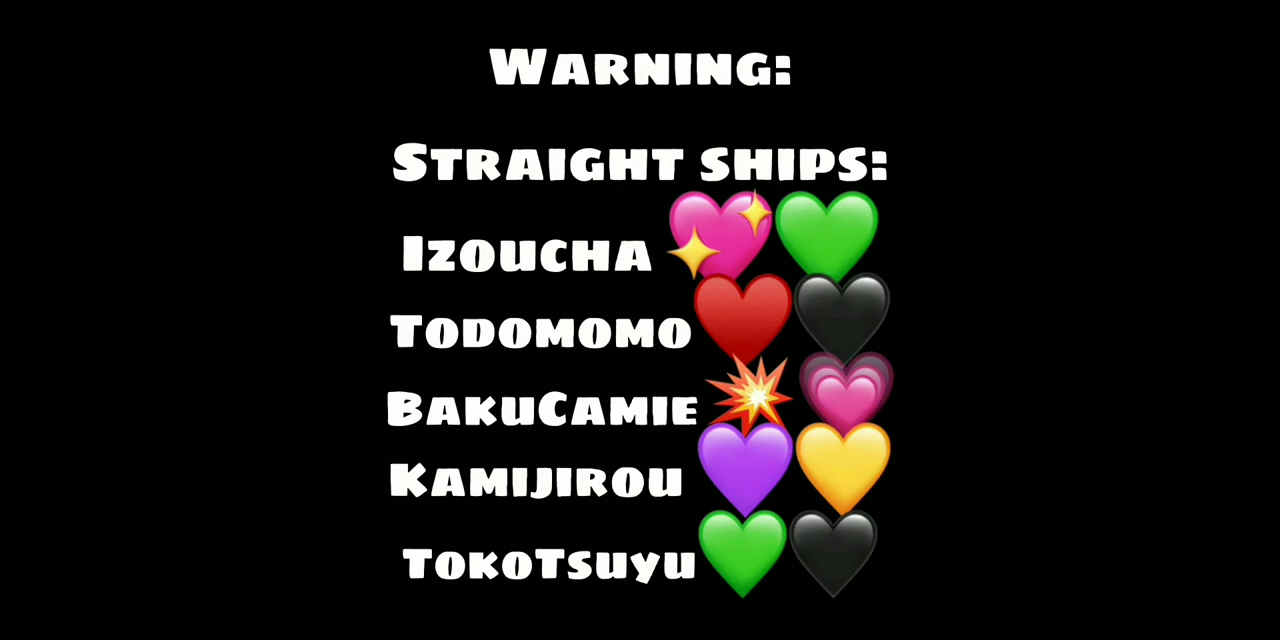 Warning:
Straight ships:
Izoucha 💖💚
Todomomo❤️🖤
BakuCamie💥💗
Kamijirou 💜💛
TokoTsuyu💚🖤